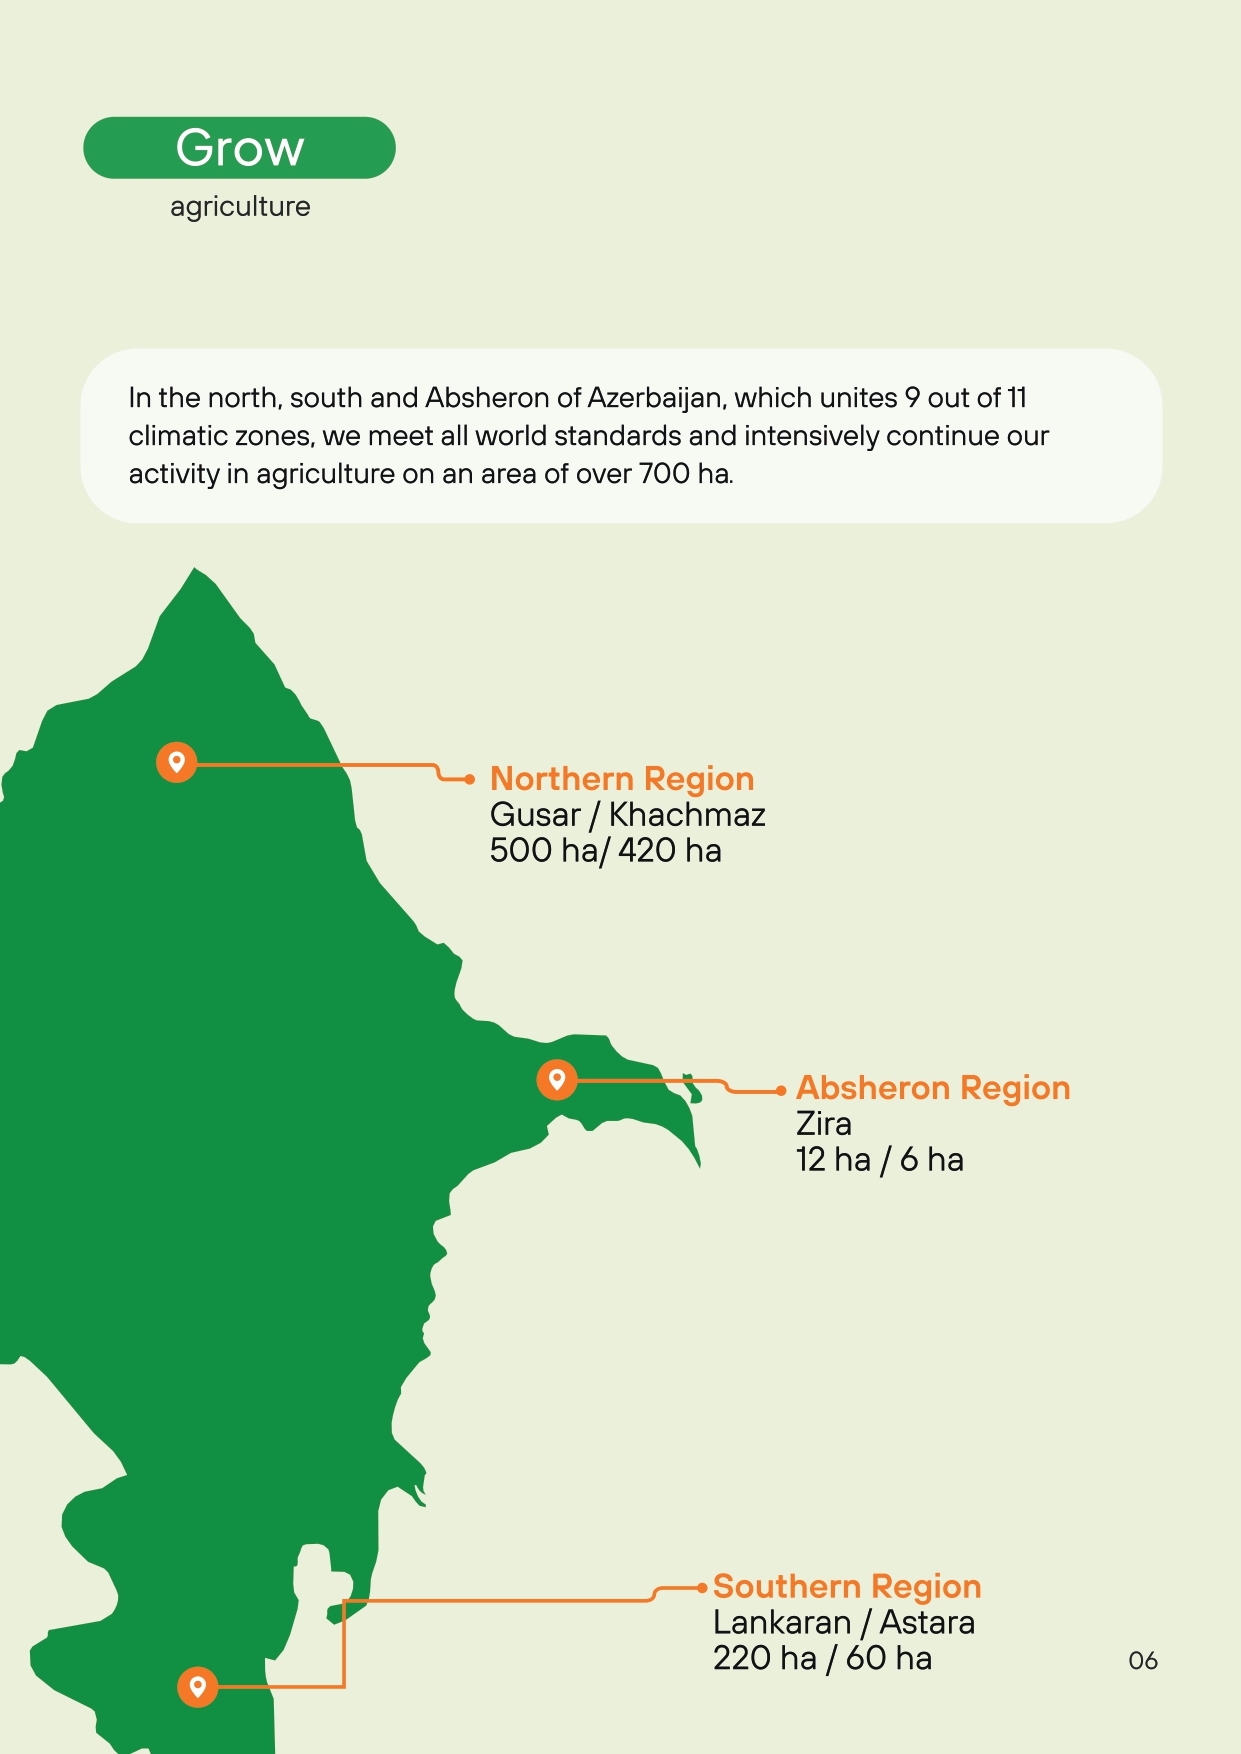 Grow
agriculture
In the north, south and Absheron of Azerbaijan, which unites 9 out of 11
climatic zones, we meet all world standards and intensively continue our
activity in agriculture on an area of over 700 ha.
Northern Region
Gusar / Khachmaz
500 ha/ 420 ha
Absheron Region
Zira
12 ha / 6 ha
Southern Region
Lankaran / Astara
220 ha / 60 ha
06